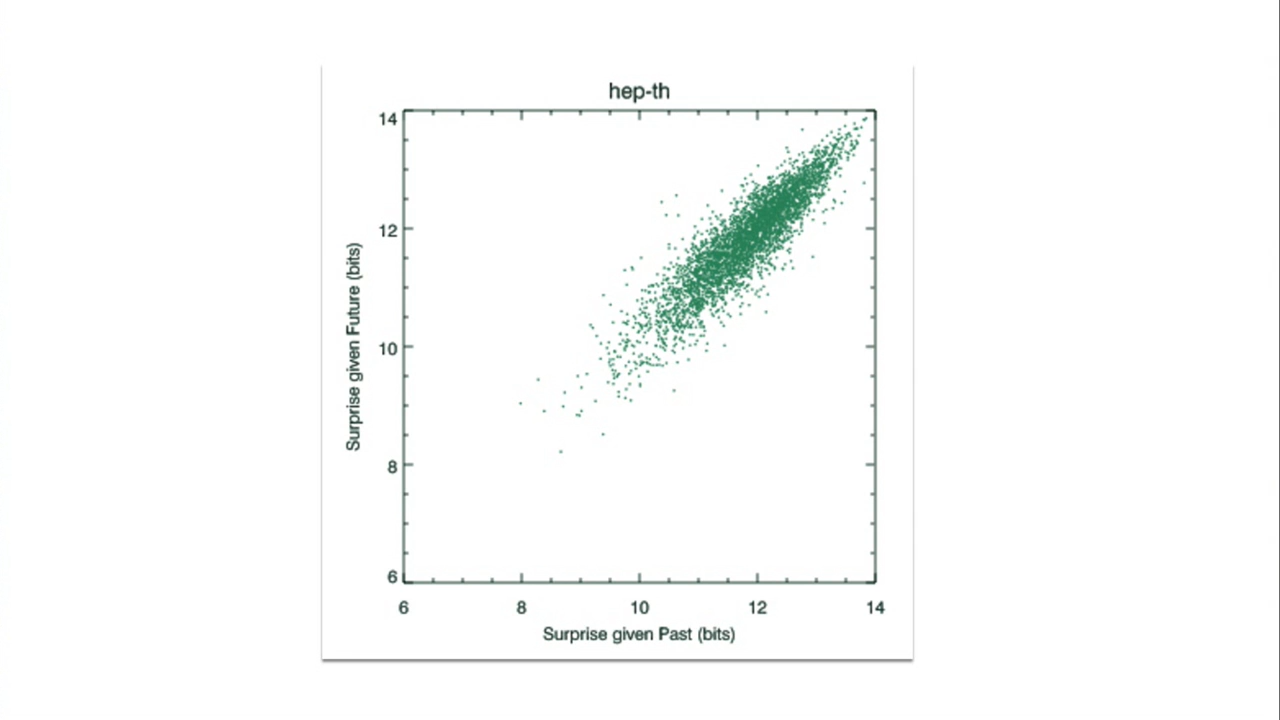 hep-th
14
12
10
8
6
Surprise given Future (bits)
6 8 10 12 14
Surprise given Past (bits)